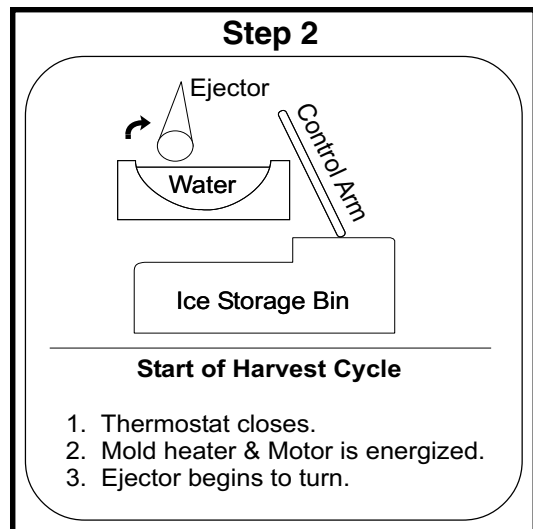 Step 2
Ejector
Control Arm
Water
Ice Storage Bin
Start of Harvest Cycle
1. Thermostat closes.
2. Mold heater & Motor is energized.
3. Ejector begins to turn.